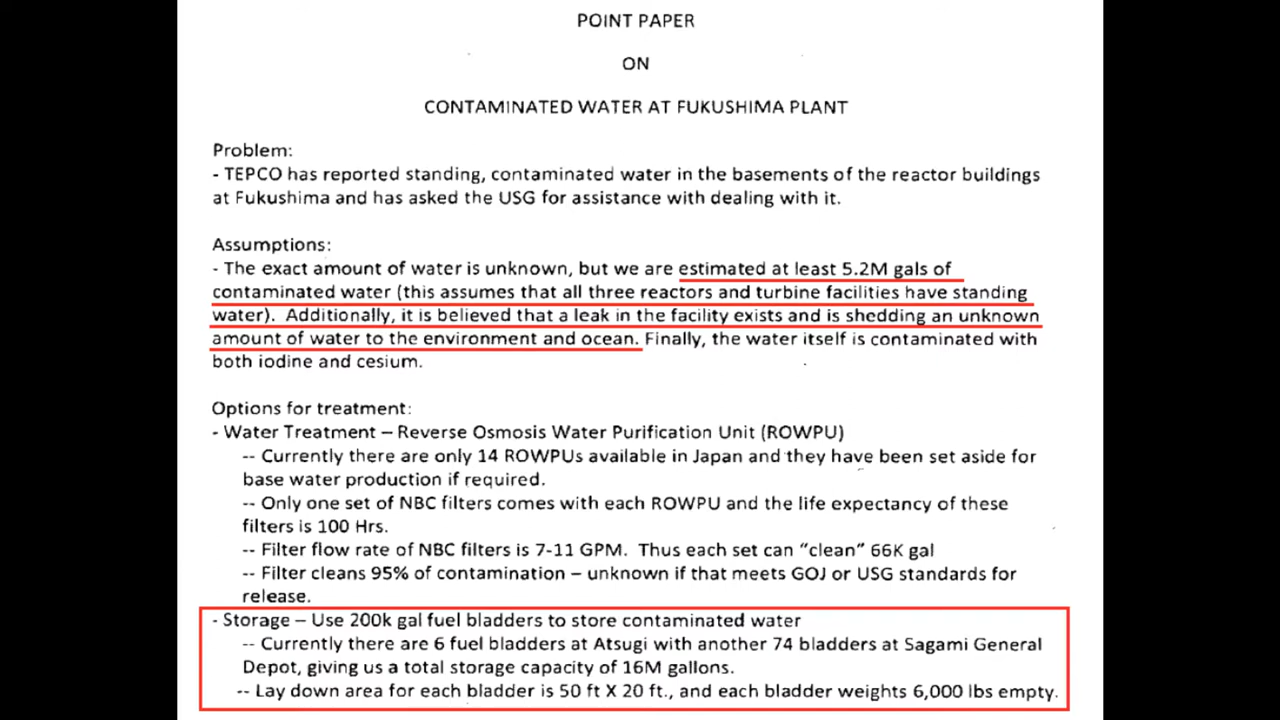 POINT PAPER
ON
CONTAMINATED WATER AT FUKUSHIMA PLANT
Problem:
- TEPCO has reported standing, contaminated water in the basements of the reactor buildings
at Fukushima and has asked the USG for assistance with dealing with it.
Assumptions:
- The exact amount of water is unknown, but we are estimated at least 5.2M gals of
contaminated water (this assumes that all three reactors and turbine facilities have standing
water). Additionally, it is believed that a leak in the facility exists and is shedding an unknown
amount of water to the environment and ocean. Finally, the water itself is contaminated with
both iodine and cesium.
Options for treatment:
- Water Treatment – Reverse Osmosis Water Purification Unit (ROWPU)
-- Currently there are only 14 ROWPUs available in Japan and they have been set aside for
base water production if required.
-- Only one set of NBC filters comes with each ROWPU and the life expectancy of these
filters is 100 Hrs.
-- Filter flow rate of NBC filters is 7-11 GPM. Thus each set can “clean” 66K gal
-- Filter cleans 95% of contamination – unknown if that meets GOJ or USG standards for
release.
- Storage – Use 200k gal fuel bladders to store contaminated water
-- Currently there are 6 fuel bladders at Atsugi with another 74 bladders at Sagami General
Depot, giving us a total storage capacity of 16M gallons.
-- Lay down area for each bladder is 50 ft X 20 ft., and each bladder weights 6,000 lbs empty.